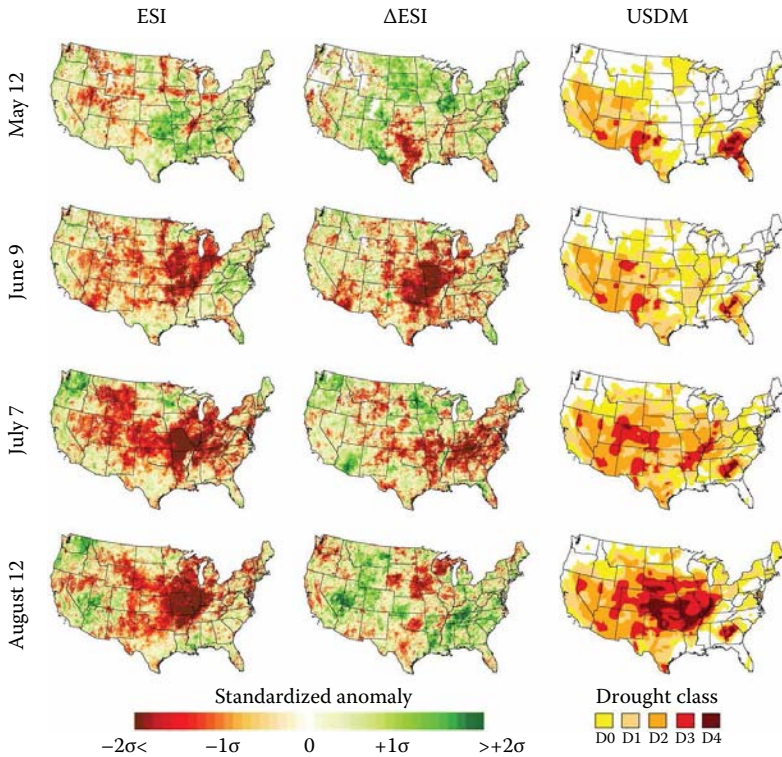 ESI ΔESI USDM
May 12
June 9
July 7
August 12
Standardized anomaly
−2σ< −1σ 0 +1σ >+2σ
Drought class
D0 D1 D2 D3 D4